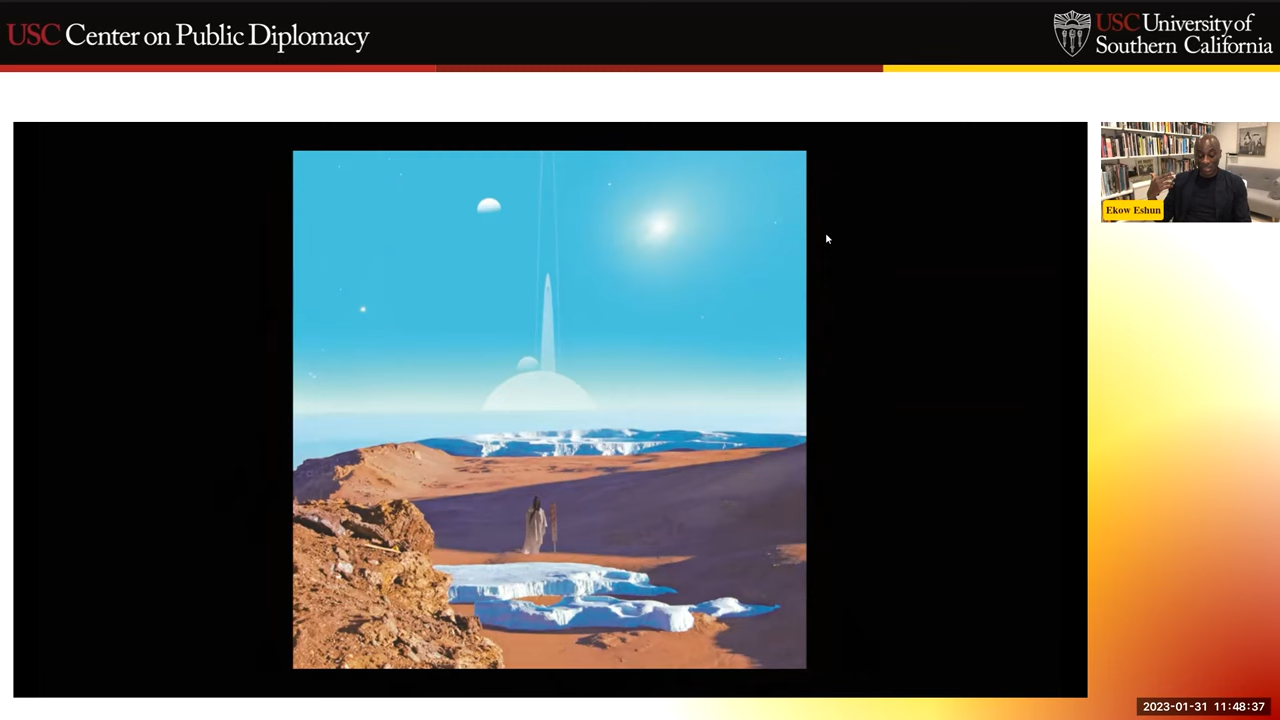 USC Center on Public Diplomacy
USC University of
Southern California
Ekow Eshun
2023-01-31 11:48:37